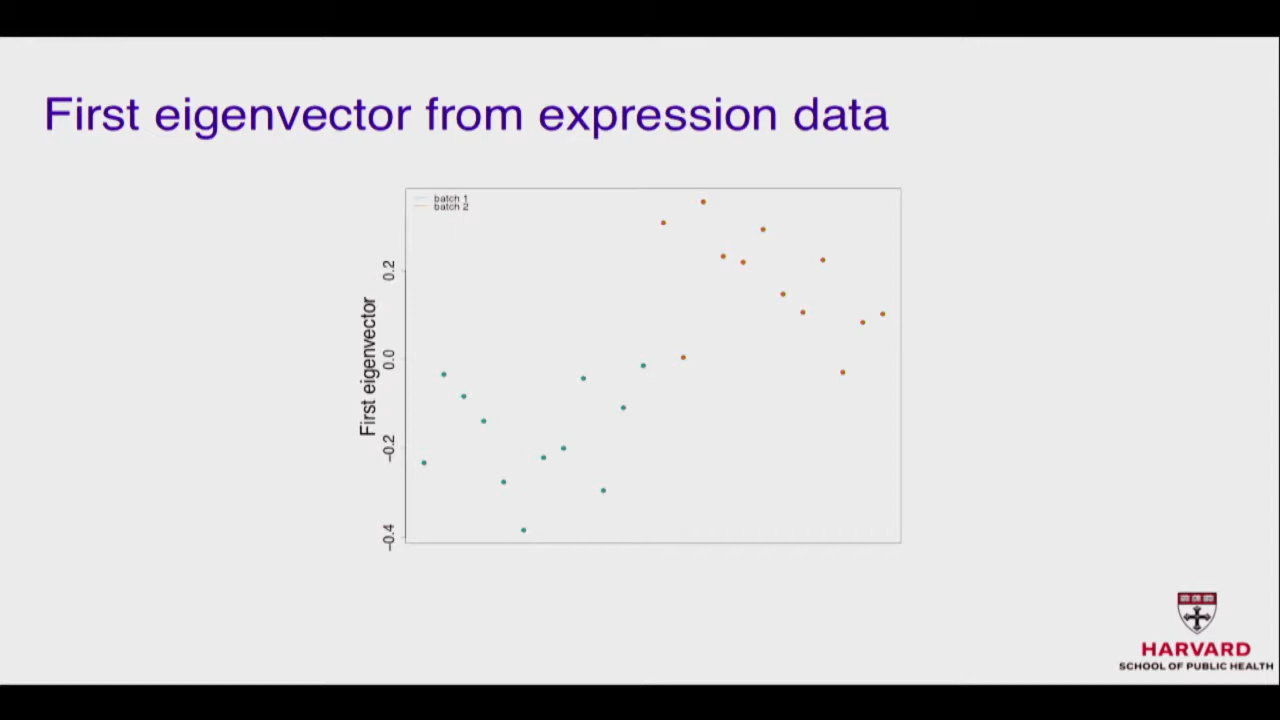 First eigenvector from expression data
batch 1
batch 2
First eigenvector
0.2
0.0
−0.2
−0.4
HARVARD
SCHOOL OF PUBLIC HEALTH